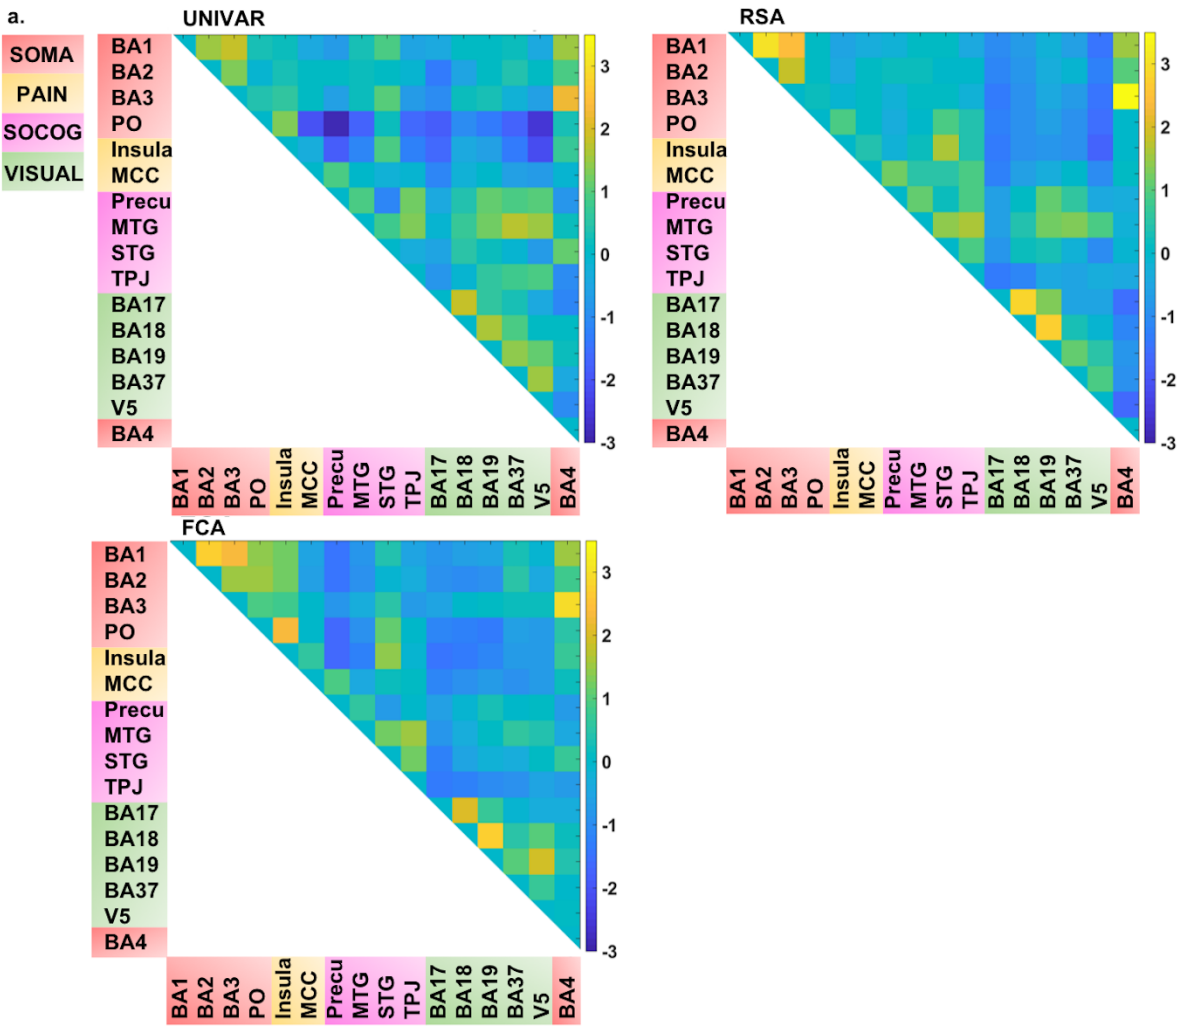 a.
SOMA
PAIN
SOCOG
VISUAL
UNIVAR
BA1
BA2
BA3
PO
Insula
MCC
Precu
MTG
STG
TPJ
BA17
BA18
BA19
BA37
V5
BA4
3
2
1
0
-1
-2
-3
BA1
BA2
BA3
PO
Insula
MCC
Precu
MTG
STG
TPJ
BA17
BA18
BA19
BA37
V5
BA4
RSA
BA1
BA2
BA3
PO
Insula
MCC
Precu
MTG
STG
TPJ
BA17
BA18
BA19
BA37
V5
BA4
3
2
1
0
-1
-2
-3
BA1
BA2
BA3
PO
Insula
MCC
Precu
MTG
STG
TPJ
BA17
BA18
BA19
BA37
V5
BA4
FCA
BA1
BA2
BA3
PO
Insula
MCC
Precu
MTG
STG
TPJ
BA17
BA18
BA19
BA37
V5
BA4
3
2
1
0
-1
-2
-3
BA1
BA2
BA3
PO
Insula
MCC
Precu
MTG
STG
TPJ
BA17
BA18
BA19
BA37
V5
BA4